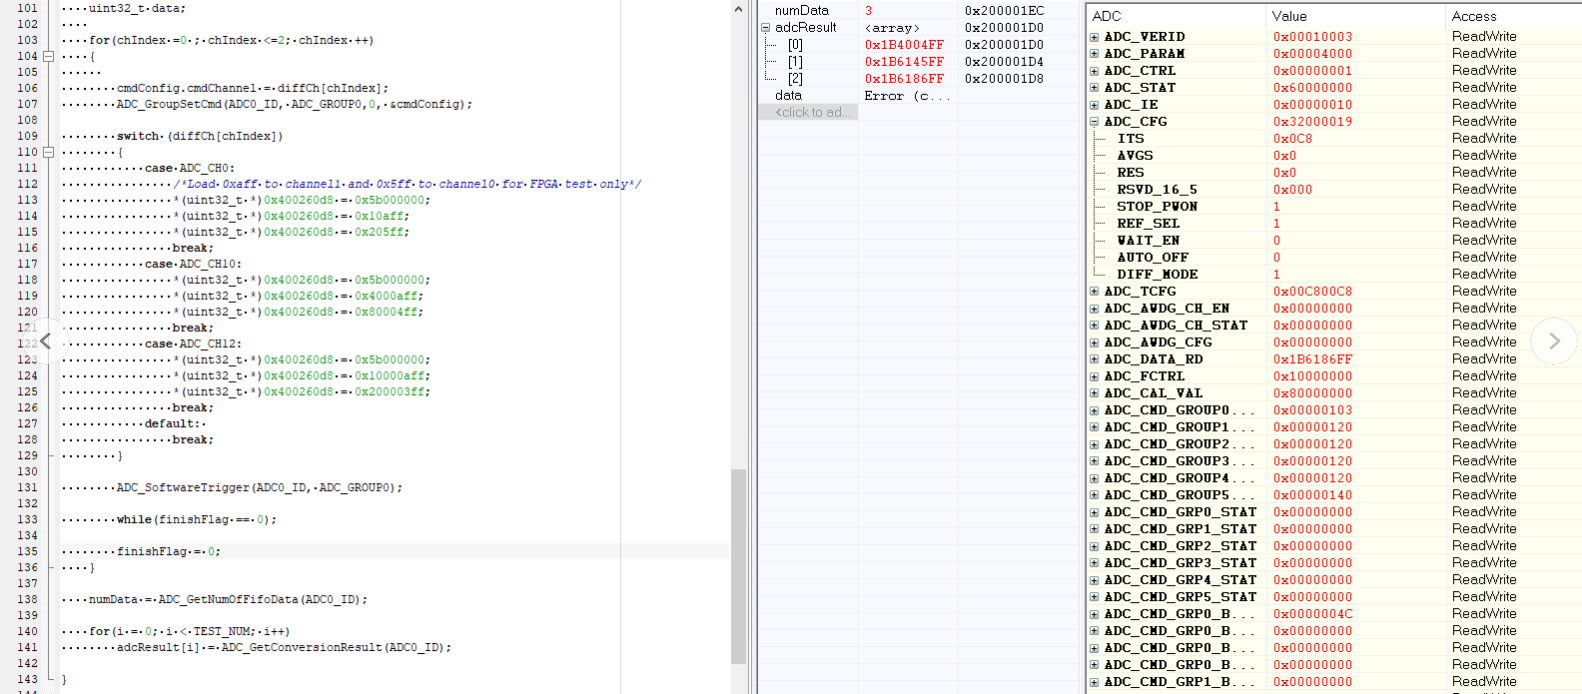 101 uint32_t data;
102
103 for(chIndex =0 ; chIndex <=2; chIndex ++)
104 {
105
106 cmdConfig.cmdChannel = diffCh[chIndex];
107 ADC_GroupSetCmd(ADC0_ID, ADC_GROUP0,0, &cmdConfig);
108
109 switch (diffCh[chIndex])
110 {
111 case ADC_CH0:
112 /*Load 0xaff to channel1 and 0x5ff to channel0 for FPGA test only*/
113 *(uint32_t *)0x400260d8 = 0x5b000000;
114 *(uint32_t *)0x400260d8 = 0x10aff;
115 *(uint32_t *)0x400260d8 = 0x205ff;
116 break;
117 case ADC_CH10:
118 *(uint32_t *)0x400260d8 = 0x5b000000;
119 *(uint32_t *)0x400260d8 = 0x4000aff;
120 *(uint32_t *)0x400260d8 = 0x80004ff;
121 break;
122 case ADC_CH12:
123 *(uint32_t *)0x400260d8 = 0x5b000000;
124 *(uint32_t *)0x400260d8 = 0x10000aff;
125 *(uint32_t *)0x400260d8 = 0x200003ff;
126 break;
127 default:
128 break;
129 }
130
131 ADC_SoftwareTrigger(ADC0_ID, ADC_GROUP0);
132
133 while(finishFlag == 0);
134
135 finishFlag = 0;
136 }
137
138 numData = ADC_GetNumOfFifoData(ADC0_ID);
139
140 for(i = 0; i < TEST_NUM; i++)
141 adcResult[i] = ADC_GetConversionResult(ADC0_ID);
142
143 }
numData 3 0x200001EC
adcResult <array> 0x200001D0
[0] 0x1B4004FF 0x200001D0
[1] 0x1B6145FF 0x200001D4
[2] 0x1B6186FF 0x200001D8
data Error (c...
<click to ad...
ADC Value Access
ADC_VERID 0x00010003 ReadWrite
ADC_PARAM 0x00004000 ReadWrite
ADC_CTRL 0x00000001 ReadWrite
ADC_STAT 0x60000000 ReadWrite
ADC_IE 0x00000010 ReadWrite
ADC_CFG 0x32000019 ReadWrite
ITS 0x0C8 ReadWrite
AVGS 0x0 ReadWrite
RES 0x0 ReadWrite
RSVD_16_5 0x000 ReadWrite
STOP_PWON 1 ReadWrite
REF_SEL 1 ReadWrite
WAIT_EN 0 ReadWrite
AUTO_OFF 0 ReadWrite
DIFF_MODE 1 ReadWrite
ADC_TCFG 0x00C800C8 ReadWrite
ADC_AWDG_CH_EN 0x00000000 ReadWrite
ADC_AWDG_CH_STAT 0x00000000 ReadWrite
ADC_AWDG_CFG 0x00000000 ReadWrite
ADC_DATA_RD 0x1B6186FF ReadWrite
ADC_FCTRL 0x10000000 ReadWrite
ADC_CAL_VAL 0x80000000 ReadWrite
ADC_CMD_GROUP0... 0x00000103 ReadWrite
ADC_CMD_GROUP1... 0x00000120 ReadWrite
ADC_CMD_GROUP2... 0x00000120 ReadWrite
ADC_CMD_GROUP3... 0x00000120 ReadWrite
ADC_CMD_GROUP4... 0x00000120 ReadWrite
ADC_CMD_GROUP5... 0x00000140 ReadWrite
ADC_CMD_GRP0_STAT 0x00000000 ReadWrite
ADC_CMD_GRP1_STAT 0x00000000 ReadWrite
ADC_CMD_GRP2_STAT 0x00000000 ReadWrite
ADC_CMD_GRP3_STAT 0x00000000 ReadWrite
ADC_CMD_GRP4_STAT 0x00000000 ReadWrite
ADC_CMD_GRP5_STAT 0x00000000 ReadWrite
ADC_CMD_GRP0_B... 0x0000004C ReadWrite
ADC_CMD_GRP0_B... 0x00000000 ReadWrite
ADC_CMD_GRP0_B... 0x00000000 ReadWrite
ADC_CMD_GRP0_B... 0x00000000 ReadWrite
ADC_CMD_GRP1_B... 0x00000000 ReadWrite